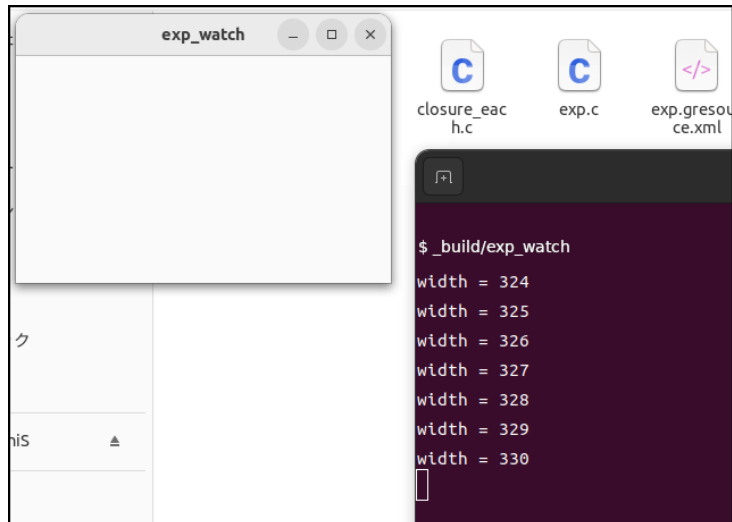 exp_watch
closure_eac
h.c
exp.c
exp.gresou
ce.xml
$ _build/exp_watch
width = 324
width = 325
width = 326
width = 327
width = 328
width = 329
width = 330
ク
niS